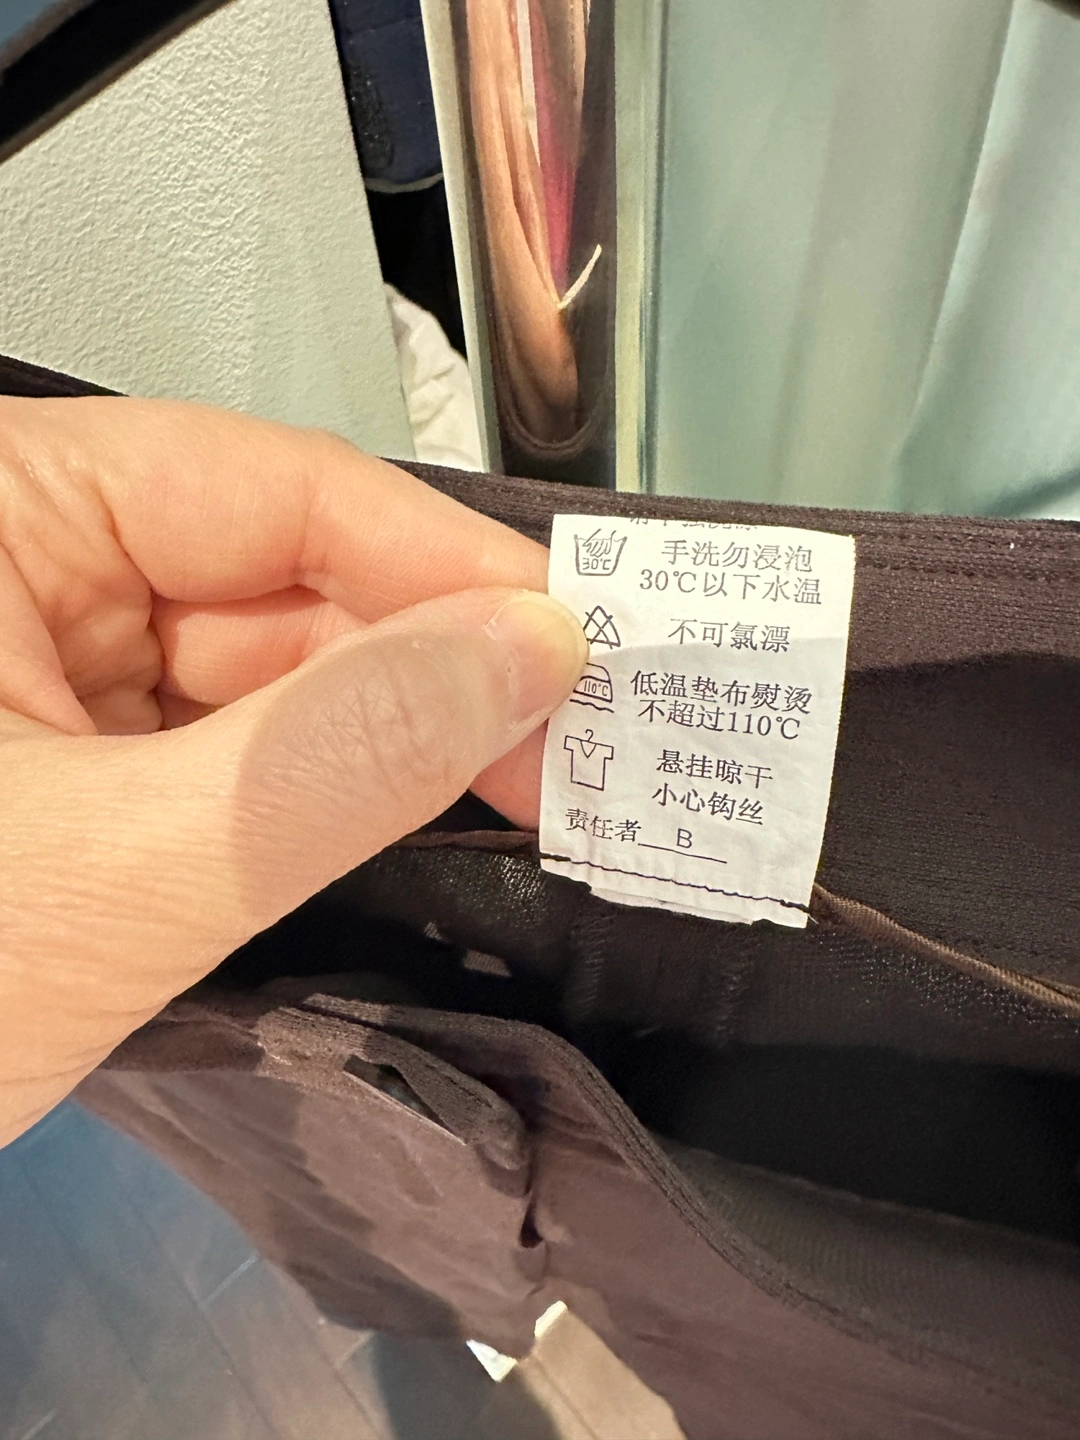 30℃
手洗勿浸泡
30℃以下水温
不可氯漂
110℃
低温垫布熨烫
不超过110℃
悬挂晾干
小心钩丝
责任者 B